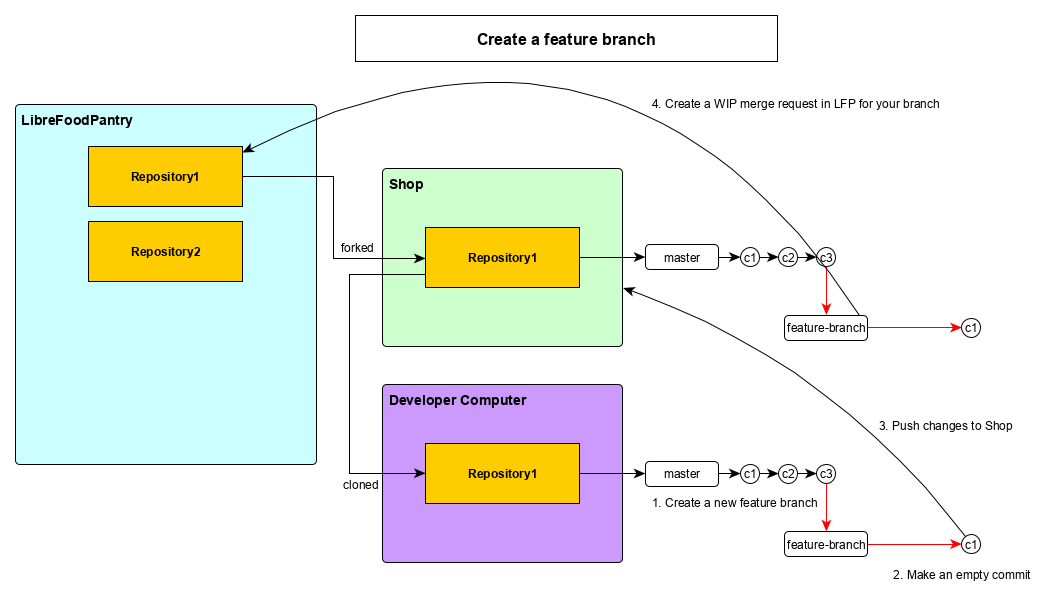 Create a feature branch
4. Create a WIP merge request in LFP for your branch
LibreFoodPantry
Repository1
Repository2
Shop
forked
Repository1
master
c1
c2
c3
feature-branch
c1
Developer Computer
3. Push changes to Shop
cloned
Repository1
master
c1
c2
c3
1. Create a new feature branch
feature-branch
c1
2. Make an empty commit